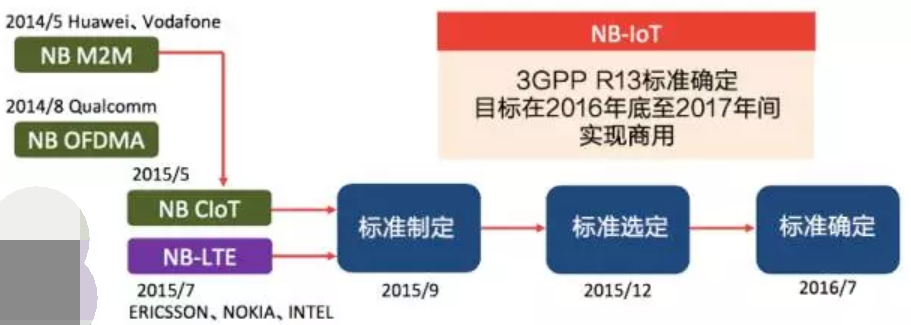 2014/5 Huawei、Vodafone
NB M2M
2014/8 Qualcomm
NB OFDMA
NB-IoT
3GPP R13标准确定
目标在2016年底至2017年间
实现商用
2015/5
NB CIoT
NB-LTE
2015/7
ERICSSON、NOKIA、INTEL
标准制定
2015/9
标准选定
2015/12
标准确定
2016/7